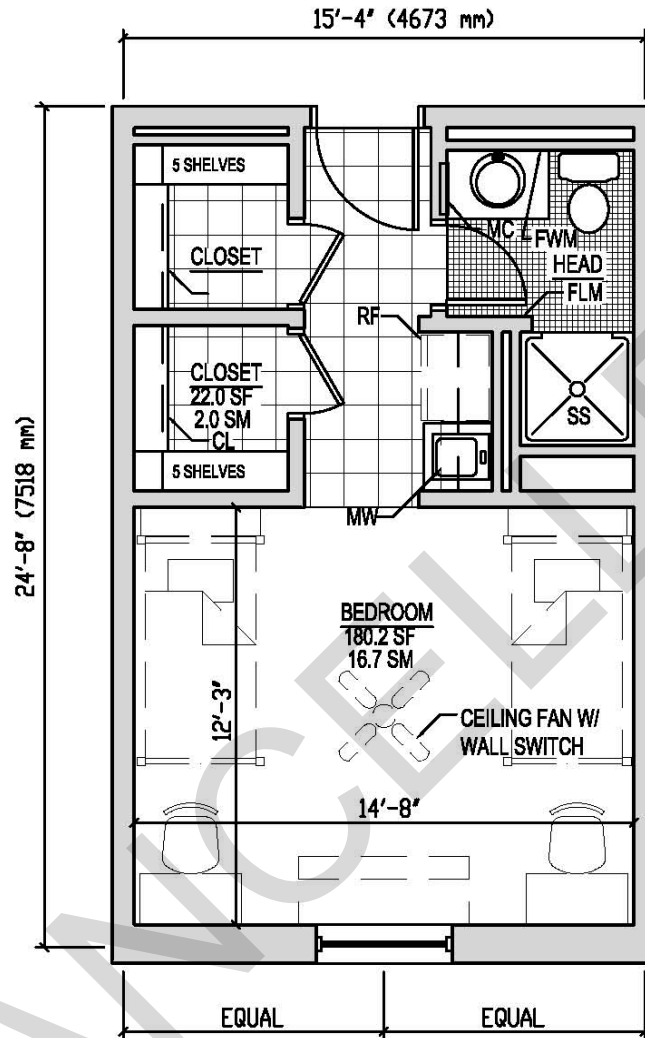 15'-4" (4673 mm)
5 SHELVES
CLOSET
MC
FWM
HEAD
FLM
RF
24'-8" (7518 mm)
CLOSET
22.0 SF
2.0 SM
CL
5 SHELVES
SS
MW
BEDROOM
180.2 SF
16.7 SM
12'-3"
CEILING FAN W/
WALL SWITCH
14'-8"
EQUAL
EQUAL
ANCELLE